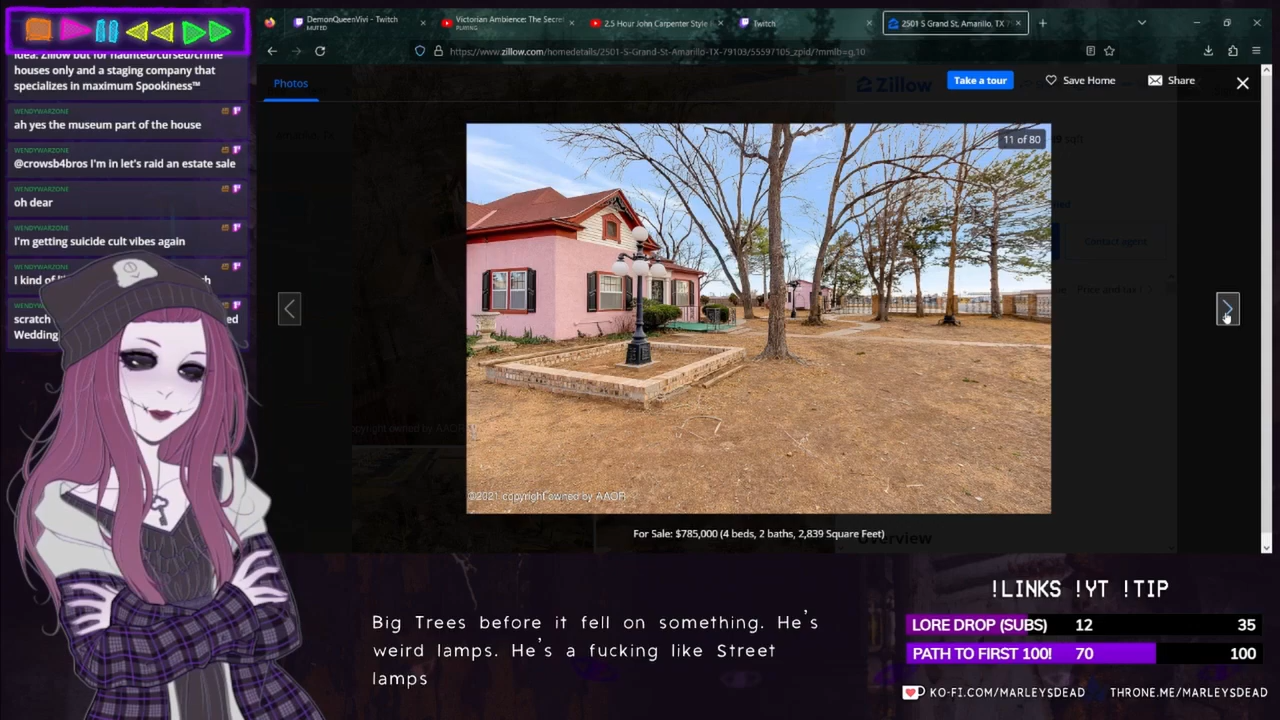 DemonQueenVivi - Twitch
MUTED
Victorian Ambience: The Secre
PLAYING
2.5 Hour John Carpenter Style
Twitch
2501 S Grand St, Amarillo, TX
https://www.zillow.com/homedetails/2501-S-Grand-St-Amarillo-TX-79103/55597105_zpid/?mmlb=g,10
idea: Zillow but for haunted/cursed/crime
houses only and a staging company that
specializes in maximum Spookiness™
WENDYWARZONE
ah yes the museum part of the house
WENDYWARZONE
@crowsb4bros I'm in let's raid an estate sale
WENDYWARZONE
oh dear
WENDYWARZONE
I'm getting suicide cult vibes again
WENDYWARZONE
I kind of
scratch
Wedding
Photos
Zillow
Take a tour
Save Home
Share
11 of 80
Contact agent
©2021 copyright owned by AAOR
For Sale: $785,000 (4 beds, 2 baths, 2,839 Square Feet)
Overview
Big Trees before it fell on something. He's
weird lamps. He's a fucking like Street
lamps
!LINKS !YT !TIP
LORE DROP (SUBS) 12 35
PATH TO FIRST 100! 70 100
KO-FI.COM/MARLEYSDEAD THRONE.ME/MARLEYSDEAD